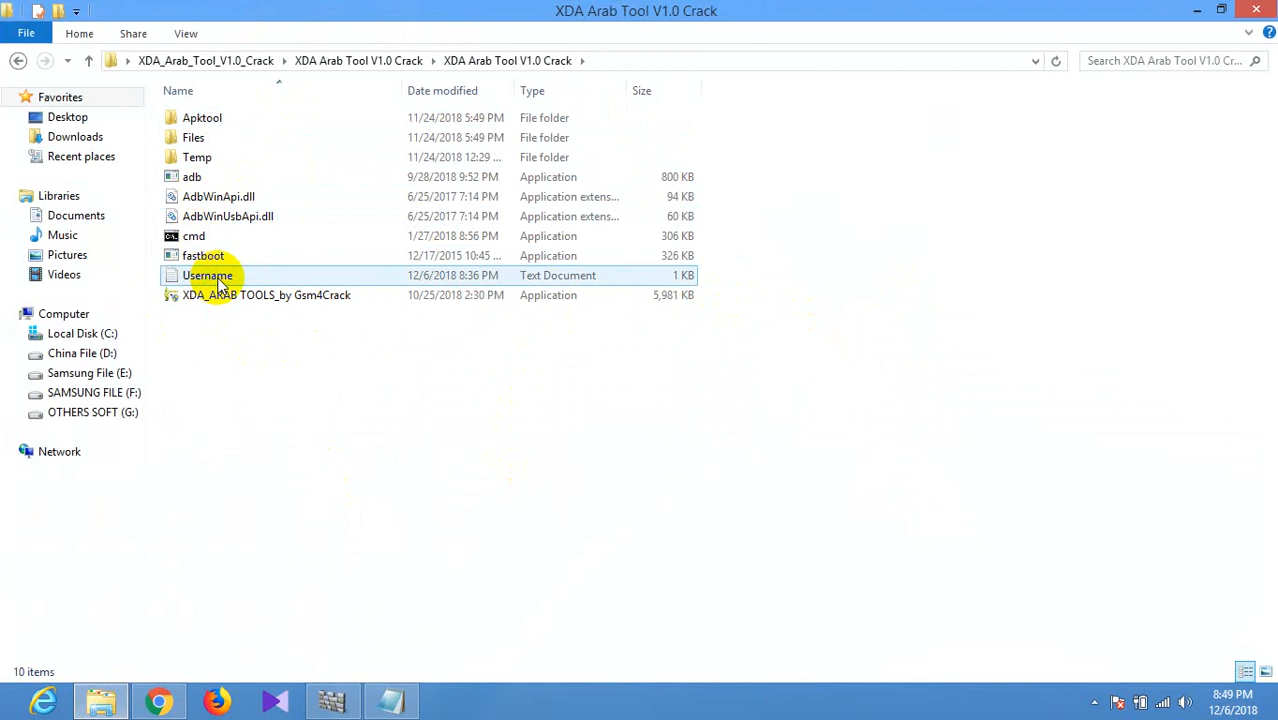 XDA Arab Tool V1.0 Crack
File Home Share View
XDA_Arab_Tool_V1.0_Crack XDA Arab Tool V1.0 Crack XDA Arab Tool V1.0 Crack Search XDA Arab Tool V1.0 Cr...
Name Date modified Type Size
Favorites
Desktop
Downloads
Recent places
Libraries
Documents
Music
Pictures
Videos
Computer
Local Disk (C:)
China File (D:)
Samsung File (E:)
SAMSUNG FILE (F:)
OTHERS SOFT (G:)
Network
Apktool 11/24/2018 5:49 PM File folder
Files 11/24/2018 5:49 PM File folder
Temp 11/24/2018 12:29 ... File folder
adb 9/28/2018 9:52 PM Application 800 KB
AdbWinApi.dll 6/25/2017 7:14 PM Application extens... 94 KB
AdbWinUsbApi.dll 6/25/2017 7:14 PM Application extens... 60 KB
cmd 1/27/2018 8:56 PM Application 306 KB
fastboot 12/17/2015 10:45 ... Application 326 KB
Username 12/6/2018 8:36 PM Text Document 1 KB
XDA_ARAB TOOLS_by Gsm4Crack 10/25/2018 2:30 PM Application 5,981 KB
10 items
8:49 PM
12/6/2018